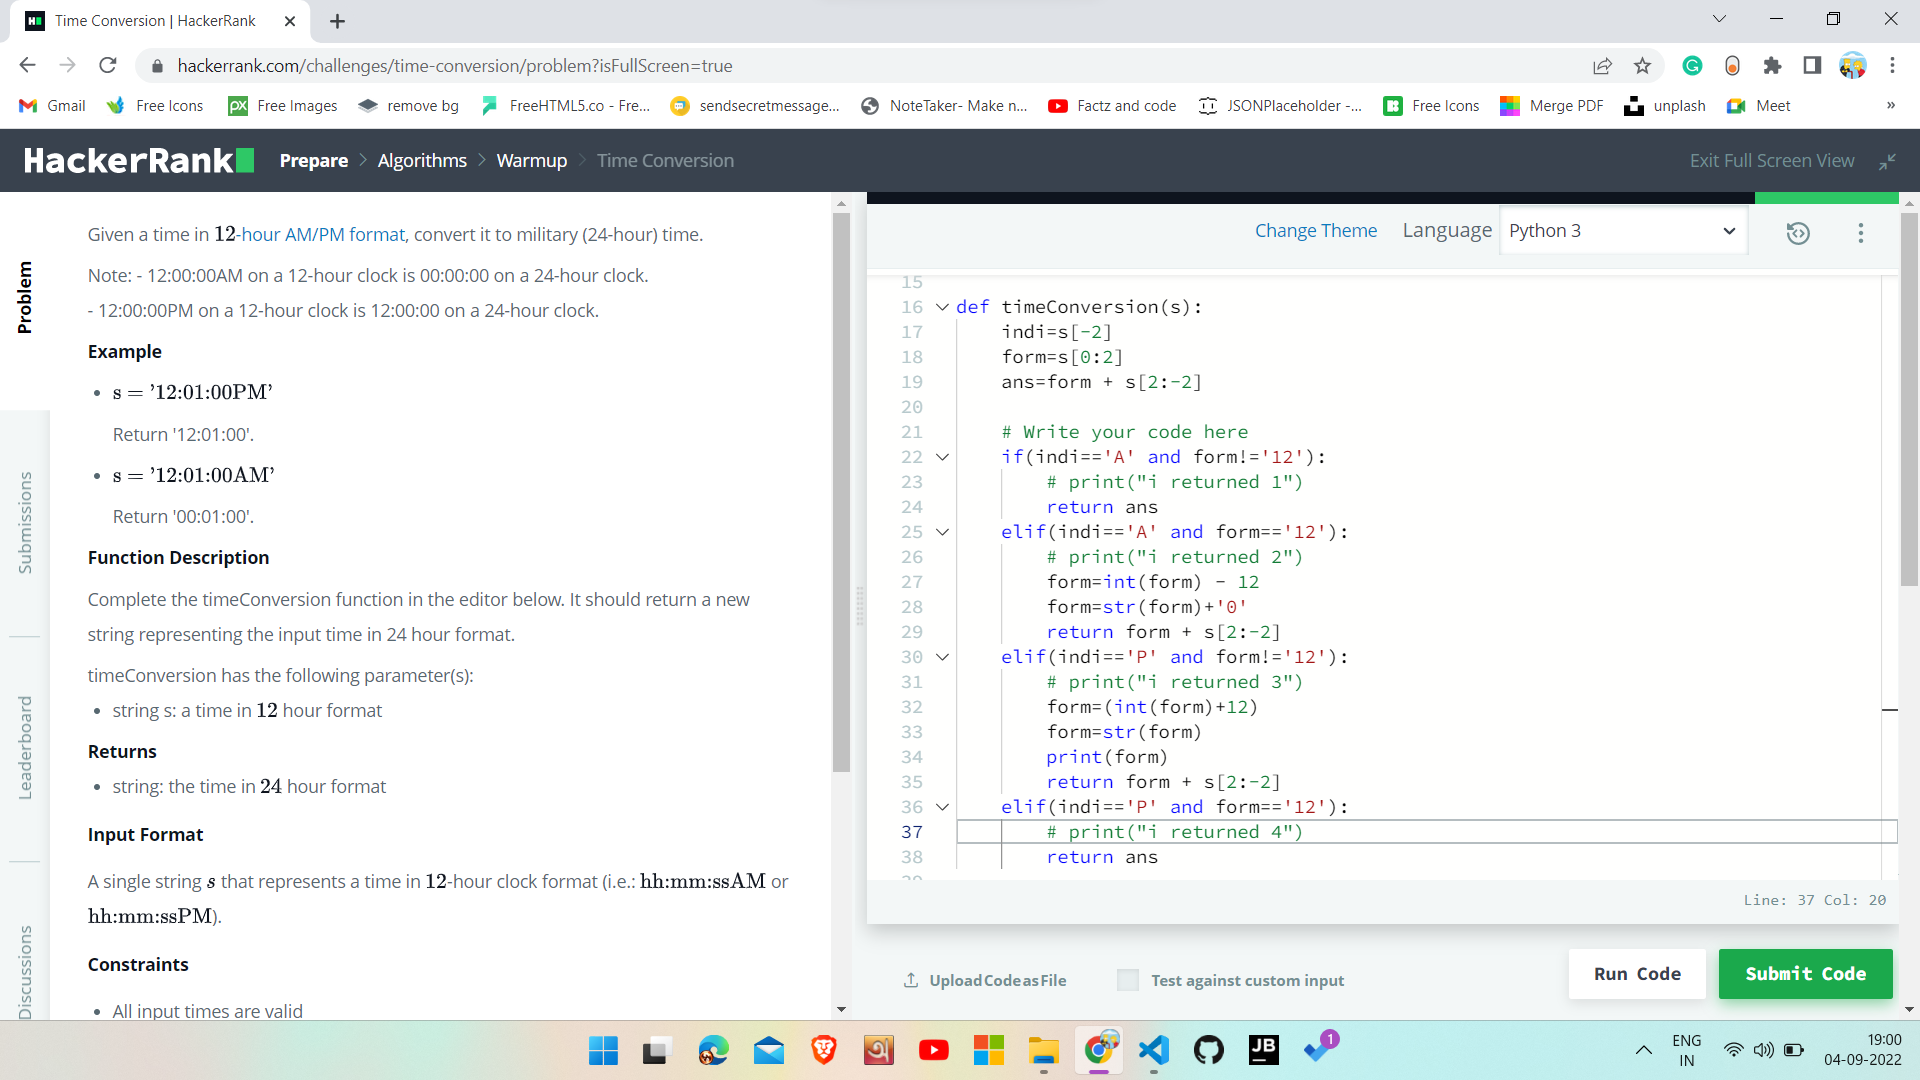 Time Conversion | HackerRank
hackerrank.com/challenges/time-conversion/problem?isFullScreen=true
Gmail Free Icons Free Images remove bg FreeHTML5.co - Fre... sendsecretmessage... NoteTaker- Make n... Factz and code JSONPlaceholder -... Free Icons Merge PDF unplash Meet »
HackerRank Prepare Algorithms Warmup Time Conversion Exit Full Screen View
Problem
Submissions
Leaderboard
Discussions
Given a time in 12-hour AM/PM format, convert it to military (24-hour) time.
Note: - 12:00:00AM on a 12-hour clock is 00:00:00 on a 24-hour clock.
- 12:00:00PM on a 12-hour clock is 12:00:00 on a 24-hour clock.
Example
• s = '12:01:00PM'
Return '12:01:00'.
• s = '12:01:00AM'
Return '00:01:00'.
Function Description
Complete the timeConversion function in the editor below. It should return a new
string representing the input time in 24 hour format.
timeConversion has the following parameter(s):
• string s: a time in 12 hour format
Returns
• string: the time in 24 hour format
Input Format
A single string s that represents a time in 12-hour clock format (i.e.: hh:mm:ssAM or
hh:mm:ssPM).
Constraints
• All input times are valid
Change Theme Language Python 3
15
16 def timeConversion(s):
17 indi=s[-2]
18 form=s[0:2]
19 ans=form + s[2:-2]
20
21 # Write your code here
22 if(indi=='A' and form!='12'):
23 # print("i returned 1")
24 return ans
25 elif(indi=='A' and form=='12'):
26 # print("i returned 2")
27 form=int(form) - 12
28 form=str(form)+'0'
29 return form + s[2:-2]
30 elif(indi=='P' and form!='12'):
31 # print("i returned 3")
32 form=(int(form)+12)
33 form=str(form)
34 print(form)
35 return form + s[2:-2]
36 elif(indi=='P' and form=='12'):
37 # print("i returned 4")
38 return ans
Line: 37 Col: 20
Upload Code as File Test against custom input Run Code Submit Code
ENG
IN
19:00
04-09-2022
JB
1